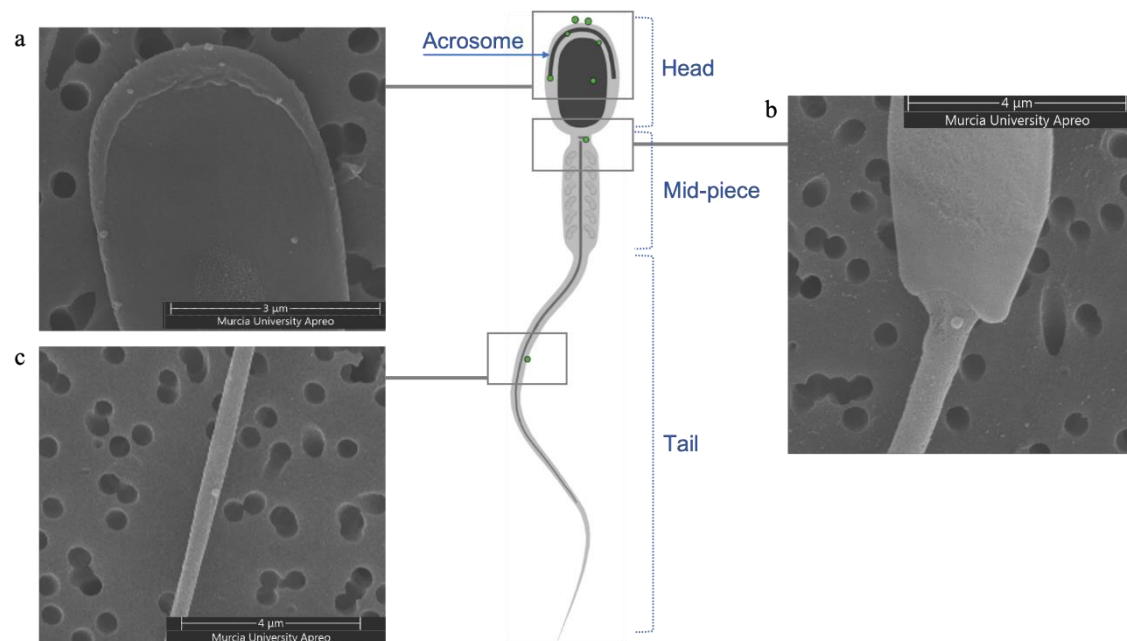 a
Acrosome
Head
3 µm
Murcia University Apreo
b
4 µm
Murcia University Apreo
Mid-piece
c
Tail
4 µm
Murcia University Apreo